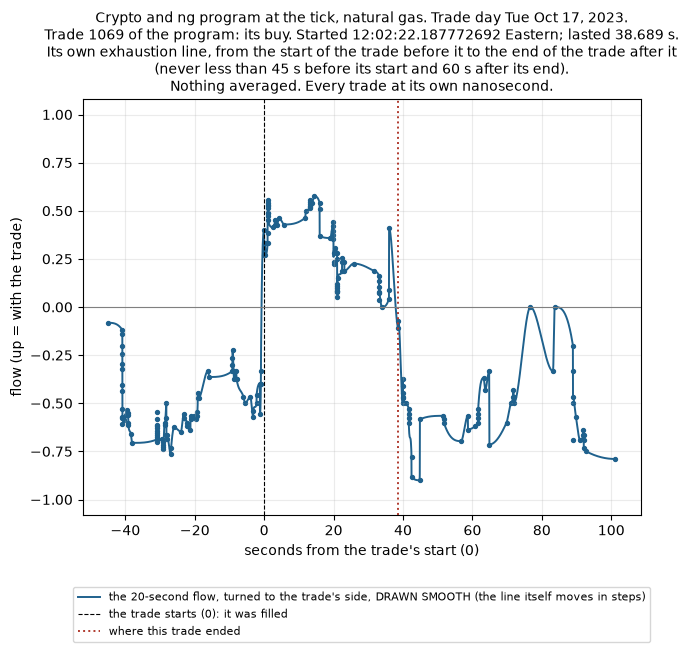 Crypto and ng program at the tick, natural gas. Trade day Tue Oct 17, 2023.
Trade 1069 of the program: its buy. Started 12:02:22.187772692 Eastern; lasted 38.689 s.
Its own exhaustion line, from the start of the trade before it to the end of the trade after it
(never less than 45 s before its start and 60 s after its end).
Nothing averaged. Every trade at its own nanosecond.
1.00
0.75
0.50
0.25
0.00
−0.25
−0.50
−0.75
−1.00
flow (up = with the trade)
−40 −20 0 20 40 60 80 100
seconds from the trade's start (0)
the 20-second flow, turned to the trade's side, DRAWN SMOOTH (the line itself moves in steps)
the trade starts (0): it was filled
where this trade ended